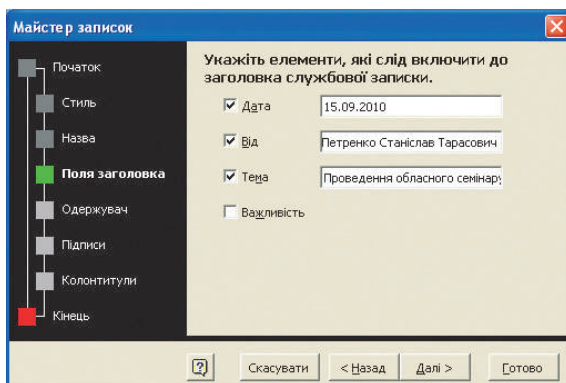 Майстер записок
Початок
Стиль
Назва
Поля заголовка
Одержувач
Підписи
Колонтитули
Кінець
Укажіть елементи, які слід включити до
заголовка службової записки.
Дата 15.09.2010
Від Петренко Станіслав Тарасович
Тема Проведення обласного семінару
Важливість
Скасувати < Назад Далі > Готово